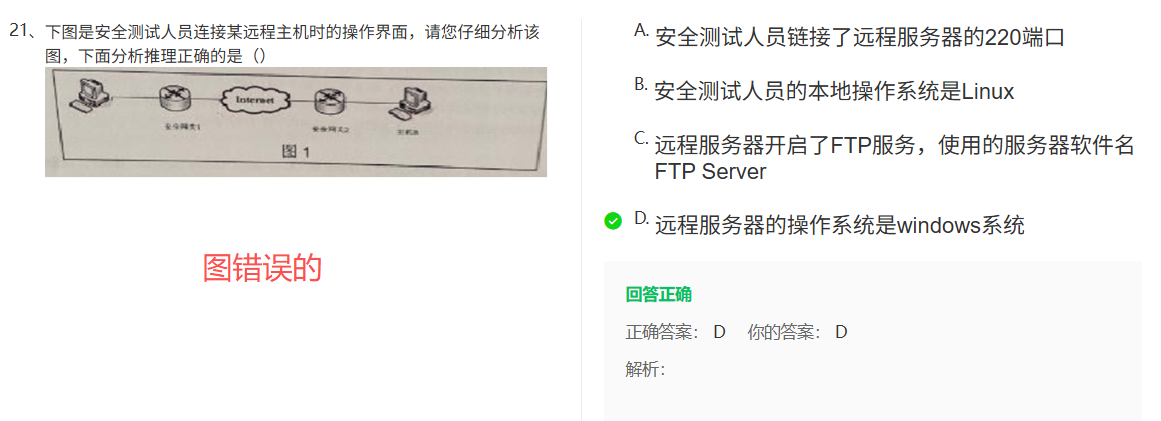 21、下图是安全测试人员连接某远程主机时的操作界面，请您仔细分析该
图，下面分析推理正确的是（）
Internet
安全网关1
安全网关2
主机B
图 1
图错误的
A. 安全测试人员链接了远程服务器的220端口
B. 安全测试人员的本地操作系统是Linux
C. 远程服务器开启了FTP服务，使用的服务器软件名
FTP Server
D. 远程服务器的操作系统是windows系统
回答正确
正确答案： D 你的答案： D
解析：